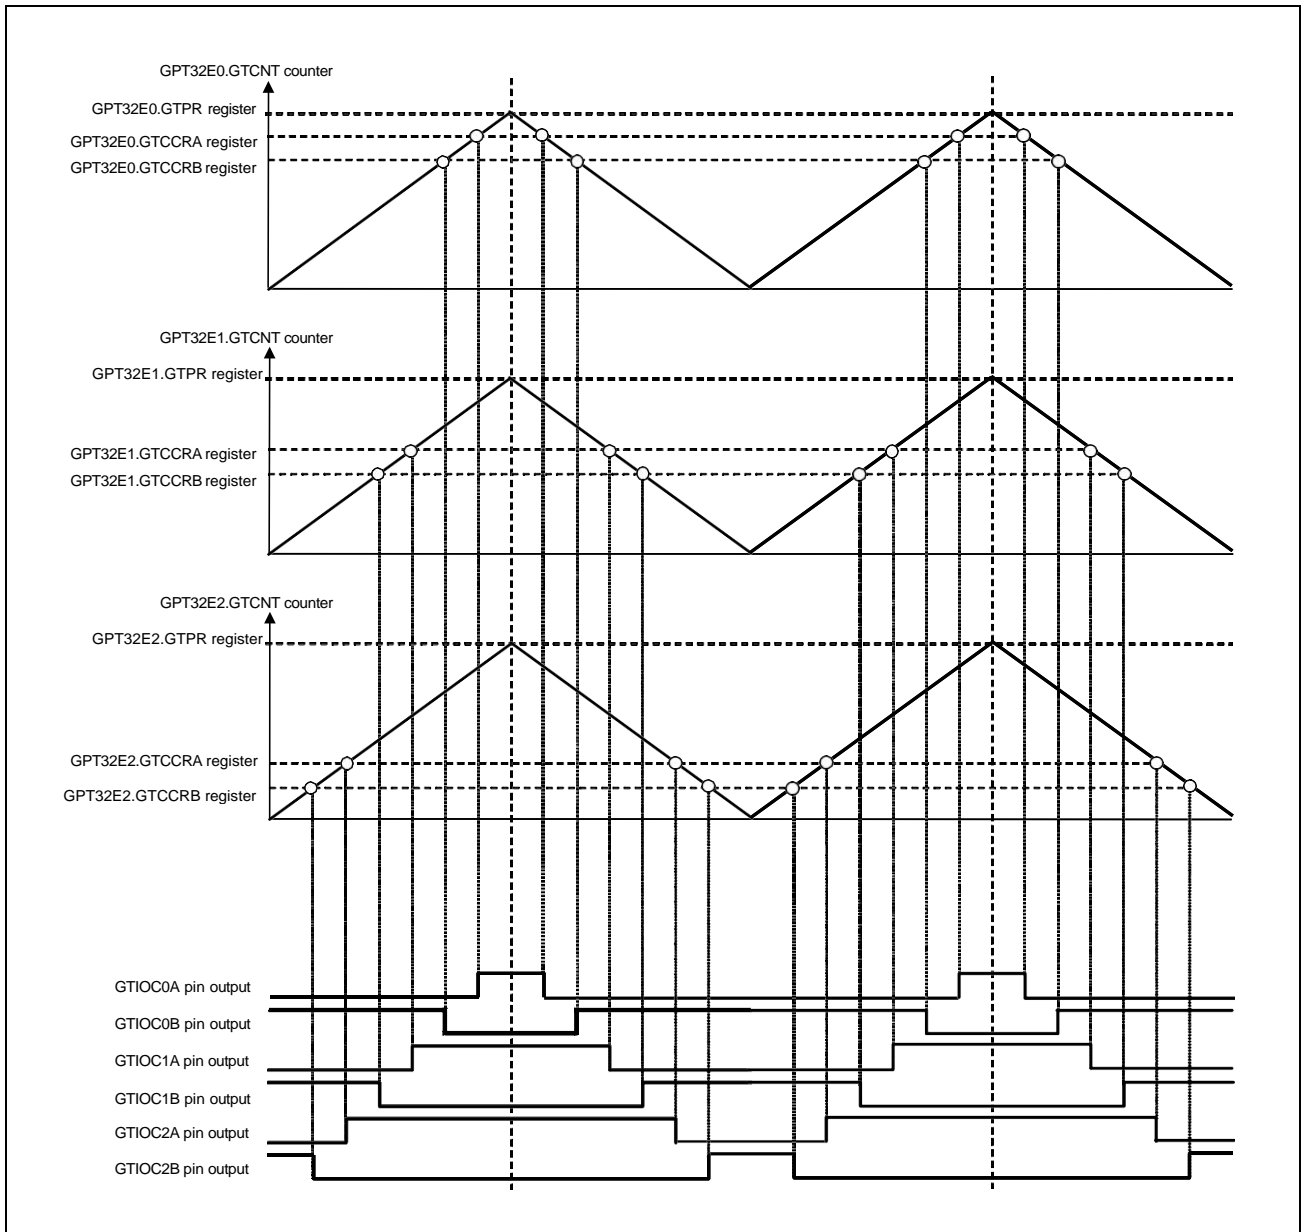 GPT32E0.GTCNT counter
GPT32E0.GTPR register
GPT32E0.GTCCRA register
GPT32E0.GTCCRB register
GPT32E1.GTCNT counter
GPT32E1.GTPR register
GPT32E1.GTCCRA register
GPT32E1.GTCCRB register
GPT32E2.GTCNT counter
GPT32E2.GTPR register
GPT32E2.GTCCRA register
GPT32E2.GTCCRB register
GTIOC0A pin output
GTIOC0B pin output
GTIOC1A pin output
GTIOC1B pin output
GTIOC2A pin output
GTIOC2B pin output